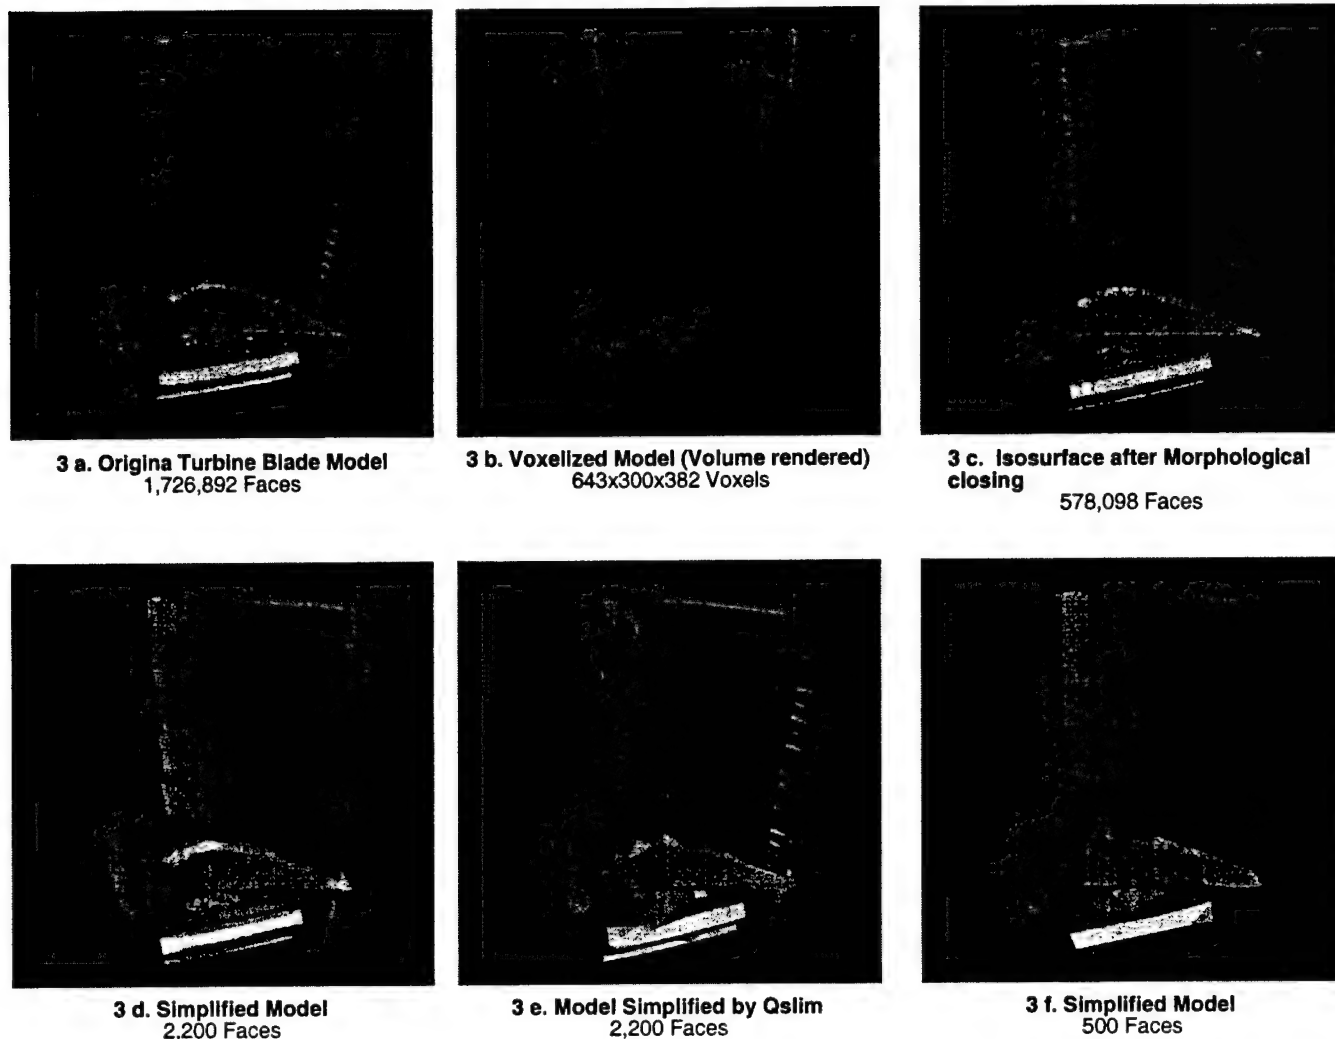 3 a. Origina Turbine Blade Model
1,726,892 Faces
3 b. Voxelized Model (Volume rendered)
643x300x382 Voxels
3 c. Isosurface after Morphological
closing
578,098 Faces
3 d. Simplified Model
2,200 Faces
3 e. Model Simplified by Qslim
2,200 Faces
3 f. Simplified Model
500 Faces